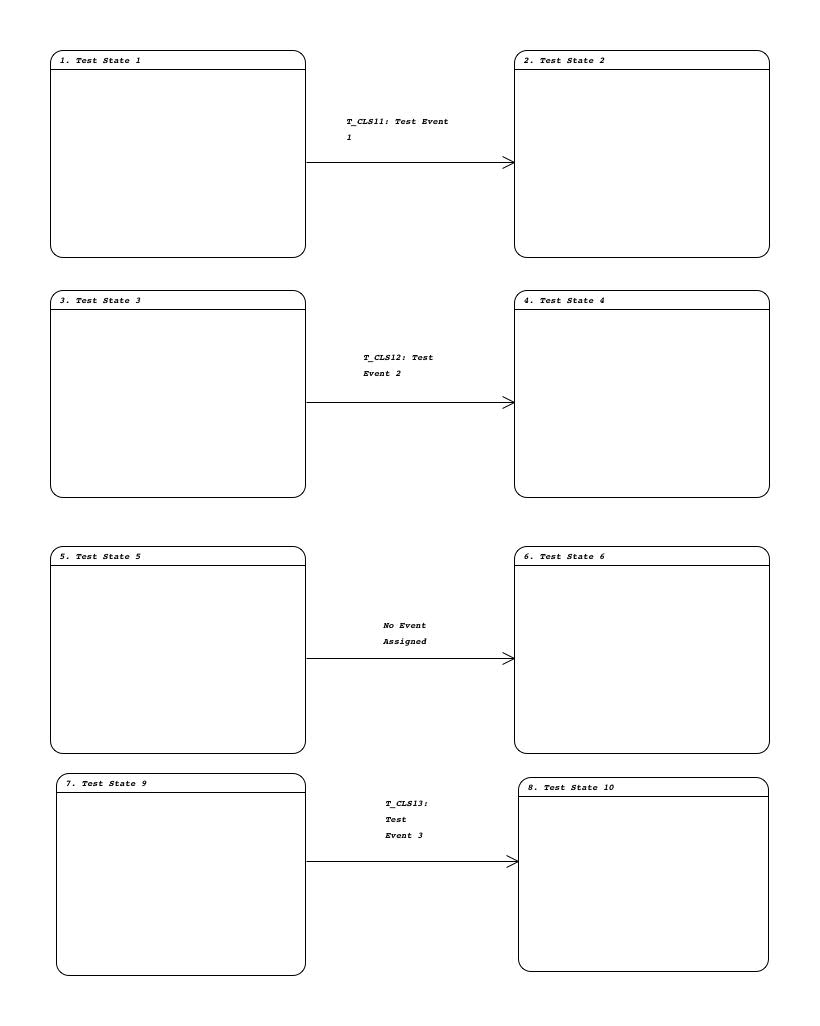 1. Test State 1
2. Test State 2
T_CLS11: Test Event
1
3. Test State 3
4. Test State 4
T_CLS12: Test
Event 2
5. Test State 5
6. Test State 6
No Event
Assigned
7. Test State 9
8. Test State 10
T_CLS13:
Test
Event 3